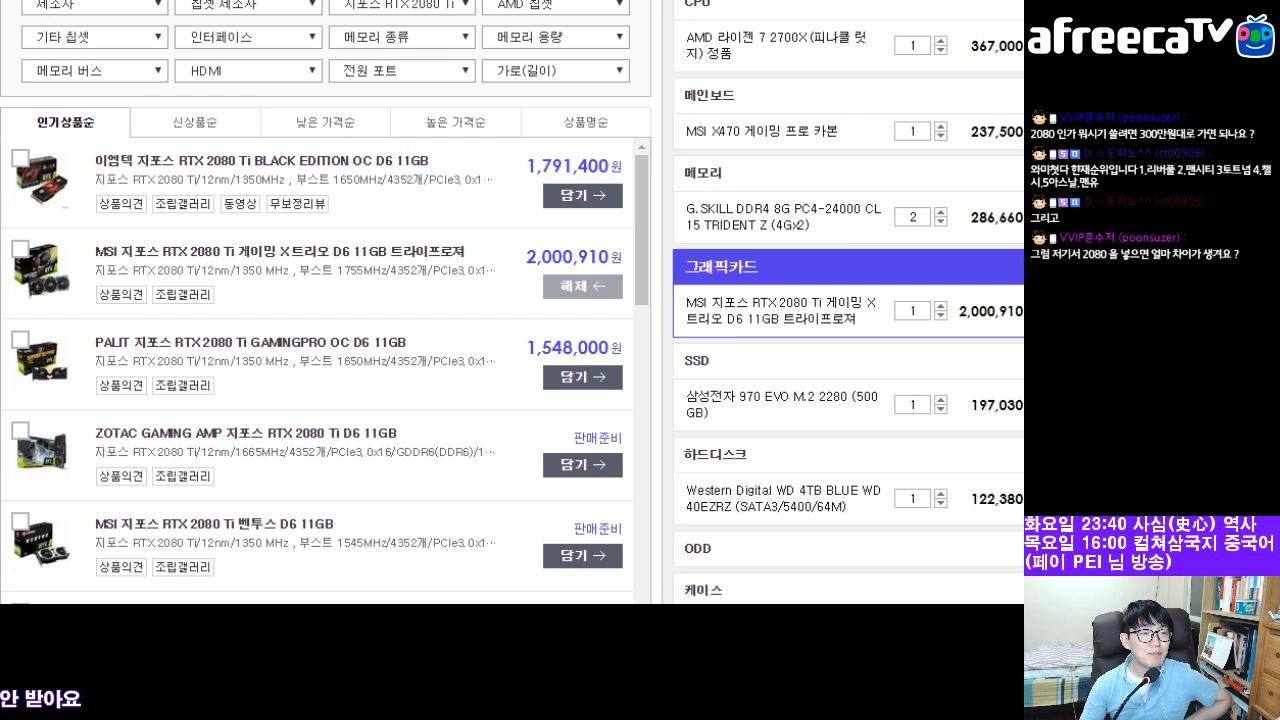 제조사
칩셋 제조사
지포스 RTX 2080 Ti
AMD 칩셋
기타 칩셋
인터페이스
메모리 종류
메모리 용량
메모리 버스
HDMI
전원 포트
가로(길이)
인기상품순
신상품순
낮은 가격순
높은 가격순
상품명순
이엠텍 지포스 RTX 2080 Ti BLACK EDITION OC D6 11GB
지포스 RTX 2080 Ti/12nm/1350MHz , 부스트 1650MHz/4352개/PCIe3, 0x1···
상품의견 조립갤러리 동영상 무보정리뷰
1,791,400원
담기 →
MSI 지포스 RTX 2080 Ti 게이밍 X 트리오 D6 11GB 트라이프로져
지포스 RTX 2080 Ti/12nm/1350 MHz , 부스트 1755MHz/4352개/PCIe3, 0x1···
상품의견 조립갤러리
2,000,910원
해제 ←
PALIT 지포스 RTX 2080 Ti GAMINGPRO OC D6 11GB
지포스 RTX 2080 Ti/12nm/1350 MHz , 부스트 1650MHz/4352개/PCIe3, 0x1···
상품의견 조립갤러리
1,548,000원
담기 →
ZOTAC GAMING AMP 지포스 RTX 2080 Ti D6 11GB
지포스 RTX 2080 Ti/12nm/1665MHz/4352개/PCIe3, 0x16/GDDR6(DDR6)/1···
상품의견 조립갤러리
판매준비
담기 →
MSI 지포스 RTX 2080 Ti 벤투스 D6 11GB
지포스 RTX 2080 Ti/12nm/1350 MHz , 부스트 1545MHz/4352개/PCIe3, 0x1···
상품의견 조립갤러리
판매준비
담기 →
CPU
AMD 라이젠 7 2700X (피나클 릿
지) 정품
1
367,000
메인보드
MSI X470 게이밍 프로 카본
1
237,500
메모리
G.SKILL DDR4 8G PC4-24000 CL
15 TRIDENT Z (4Gx2)
2
286,660
그래픽카드
MSI 지포스 RTX 2080 Ti 게이밍 X
트리오 D6 11GB 트라이프로져
1
2,000,910
SSD
삼성전자 970 EVO M.2 2280 (500
GB)
1
197,030
하드디스크
Western Digital WD 4TB BLUE WD
40EZRZ (SATA3/5400/64M)
1
122,380
ODD
케이스
afreecaTV
VVIP푼수저 (poonsuzer) :
2080 인가 뭐시기 쓸려면 300만원대로 가면 되나요 ?
D.☆도미노^^ (st00306) :
와미쳣다 현재순위입니다 1.리버풀 2.맨시티 3토트넘 4.첼
시,5아스날,맨유
D.☆도미노^^ (st00306) :
그리고
VVIP푼수저 (poonsuzer) :
그럼 저기서 2080 을 넣으면 얼마 차이가 생겨요 ?
화요일 23:40 사심(史心) 역사
목요일 16:00 컬쳐삼국지 중국어
(페이 PEI 님 방송)
안 받아요